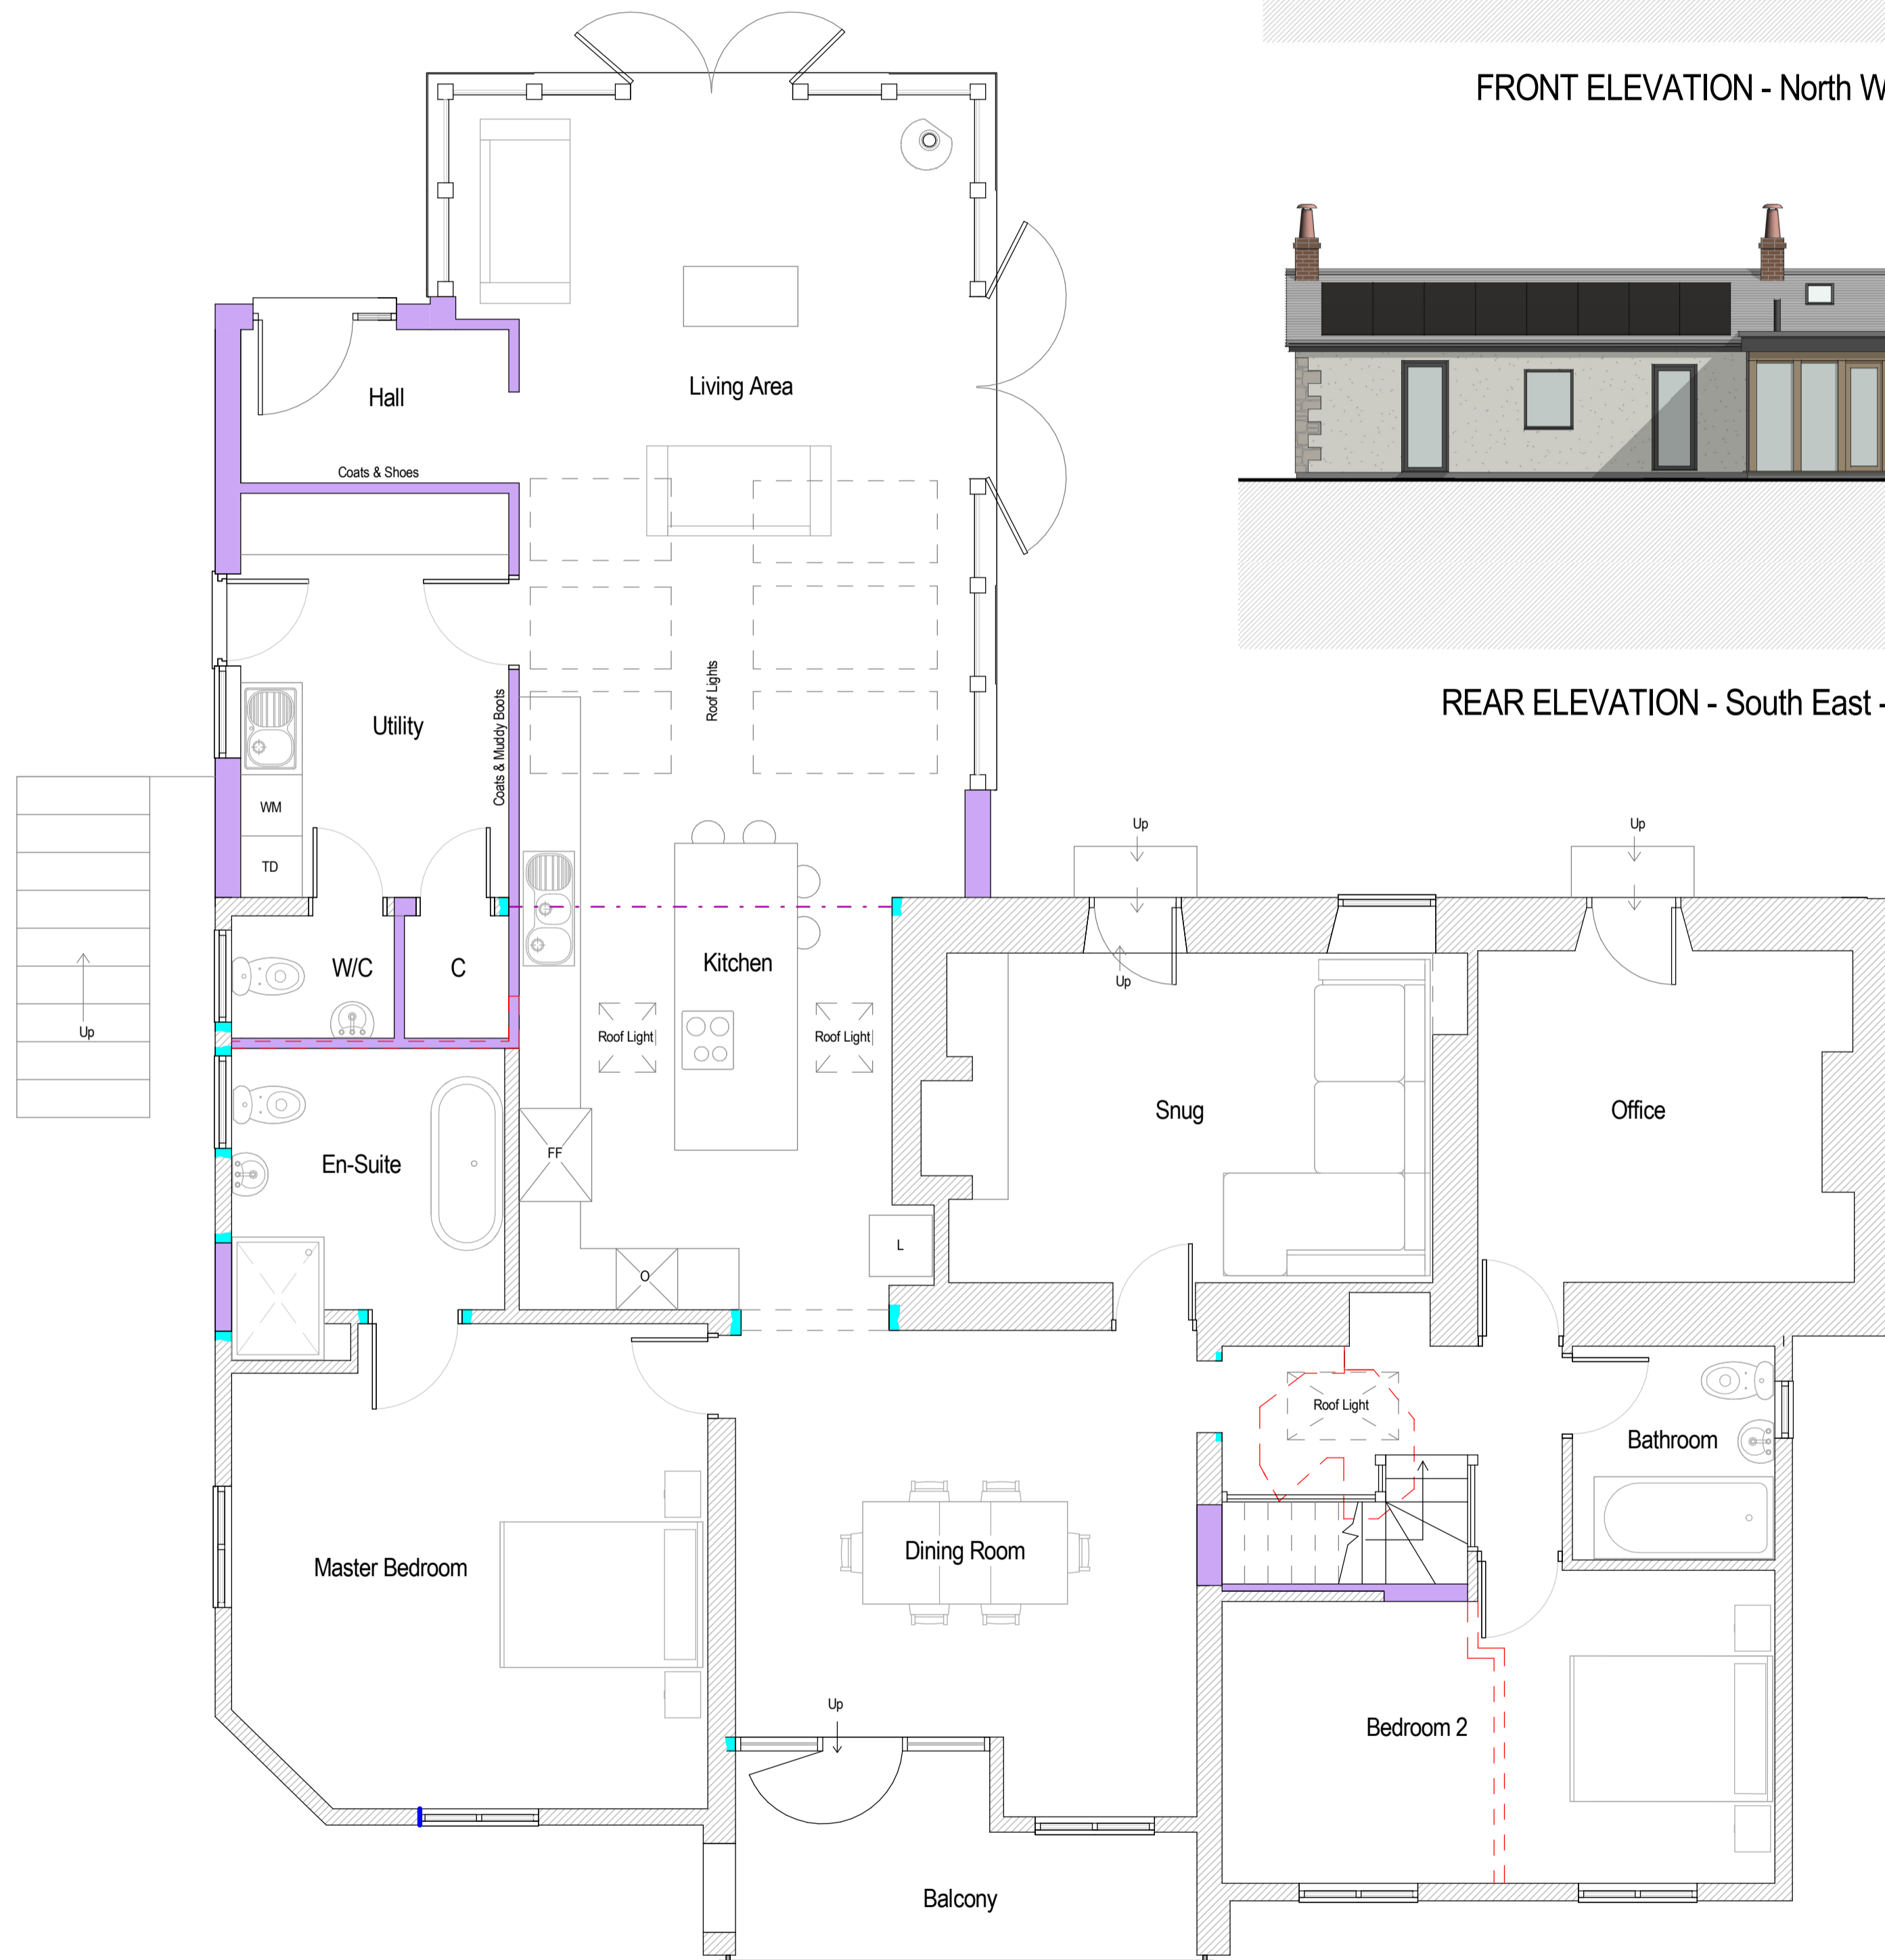 FRONT ELEVATION - North W
Hall
Living Area
Coats & Shoes
Roof Lights
REAR ELEVATION - South East -
Utility
Coats & Muddy Boots
WM
TD
Up
Up
Up
Up
W/C
C
Kitchen
Roof Light
Roof Light
Snug
Office
En-Suite
FF
L
O
Roof Light
Bathroom
Dining Room
Master Bedroom
Up
Bedroom 2
Balcony